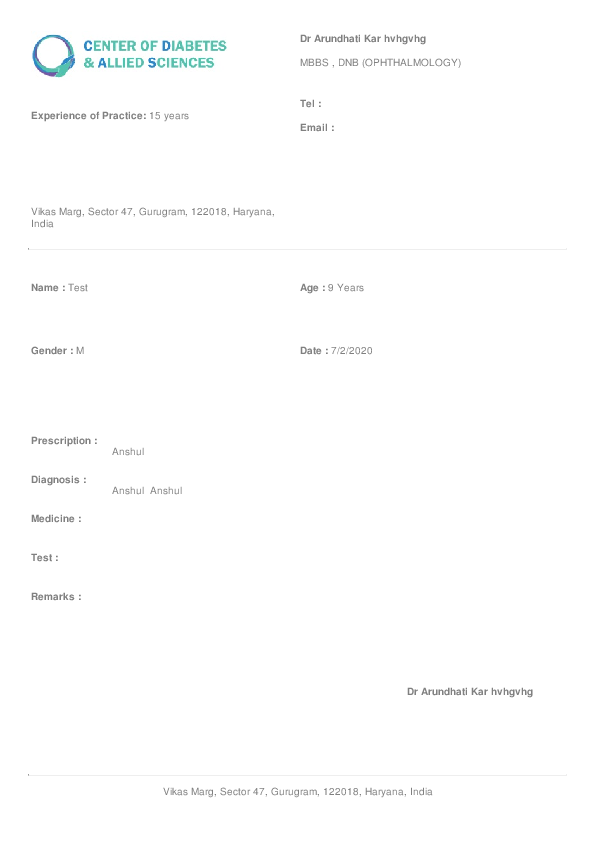 CENTER OF DIABETES
& ALLIED SCIENCES
Dr Arundhati Kar hvhgvhg
MBBS , DNB (OPHTHALMOLOGY)
Tel :
Experience of Practice: 15 years
Email :
Vikas Marg, Sector 47, Gurugram, 122018, Haryana,
India
Name : Test
Age : 9 Years
Gender : M
Date : 7/2/2020
Prescription :
Anshul
Diagnosis :
Anshul Anshul
Medicine :
Test :
Remarks :
Dr Arundhati Kar hvhgvhg
Vikas Marg, Sector 47, Gurugram, 122018, Haryana, India